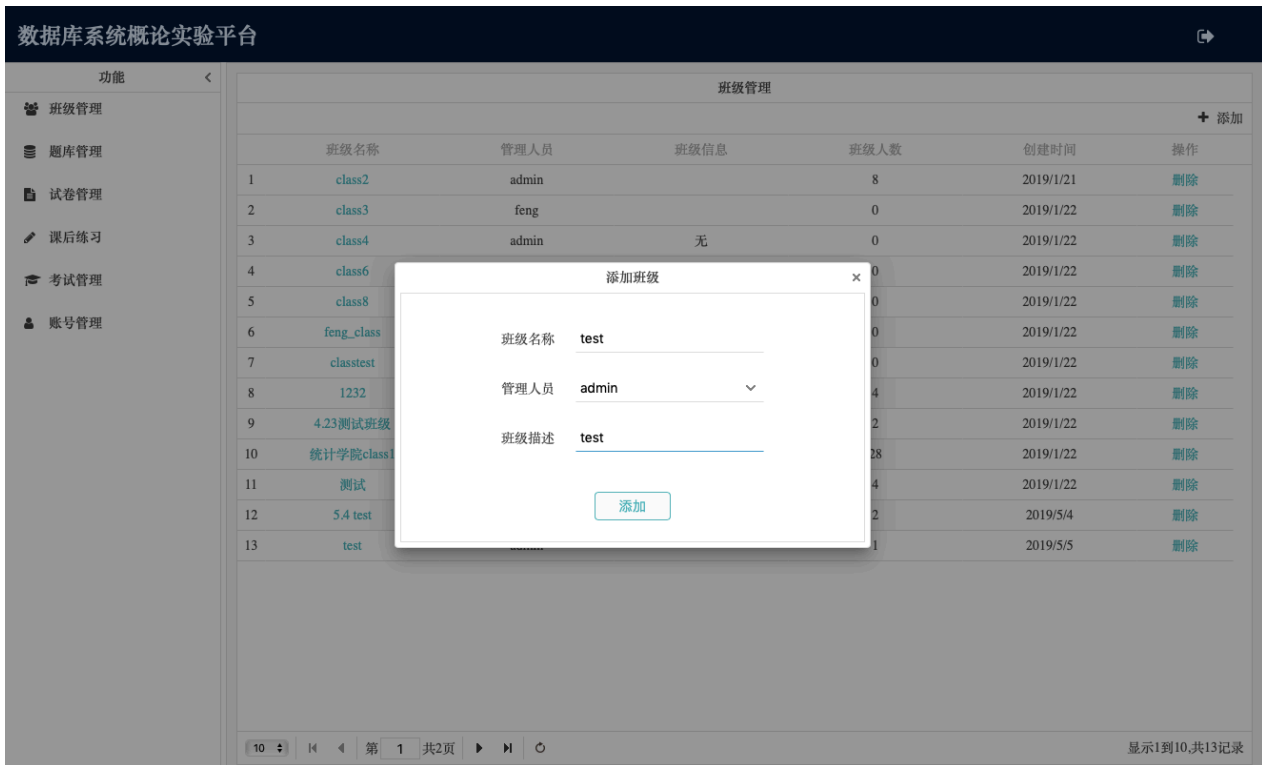 数据库系统概论实验平台
功能
班级管理
题库管理
试卷管理
课后练习
考试管理
账号管理
班级管理
添加
班级名称 管理人员 班级信息 班级人数 创建时间 操作
1 class2 admin 8 2019/1/21 删除
2 class3 feng 0 2019/1/22 删除
3 class4 admin 无 0 2019/1/22 删除
4 class6 0 2019/1/22 删除
5 class8 0 2019/1/22 删除
6 feng_class 0 2019/1/22 删除
7 classtest 0 2019/1/22 删除
8 1232 4 2019/1/22 删除
9 4.23测试班级 2 2019/1/22 删除
10 统计学院class1 28 2019/1/22 删除
11 测试 4 2019/1/22 删除
12 5.4 test 2 2019/5/4 删除
13 test 1 2019/5/5 删除
添加班级
班级名称 test
管理人员 admin
班级描述 test
添加
10 第 1 共2页
显示1到10,共13记录